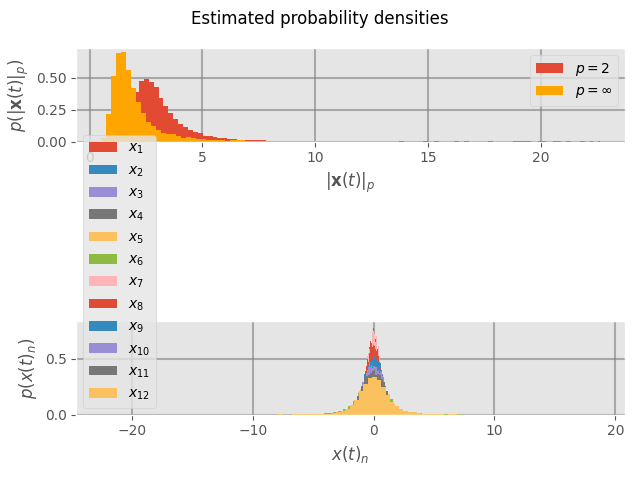 Estimated probability densities
p(|x(t)|ₚ)
0.50
0.25
0.00
p = 2
p = ∞
0
5
10
15
20
|x(t)|ₚ
x₁
x₂
x₃
x₄
x₅
x₆
x₇
x₈
x₉
x₁₀
x₁₁
x₁₂
p(x(t)ₙ)
0.5
0.0
−20
−10
0
10
20
x(t)ₙ